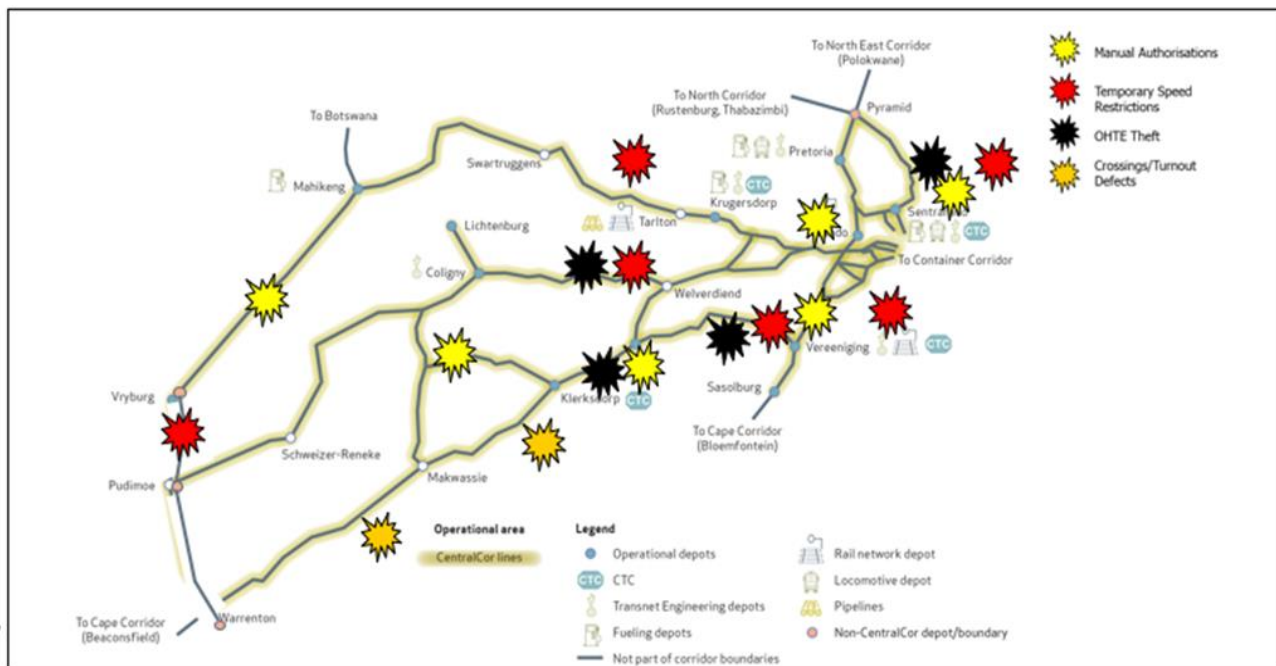 To North East Corridor
(Polokwane)
To North Corridor
(Rustenburg, Thabazimbi)
Pyramid
To Botswana
Swartruggens
Pretoria
Mahikeng
CTC
Krugersdorp
Tarlton
Lichtenburg
CTC
To Container Corridor
Coligny
Welverdiend
Vereeniging
CTC
Sasolburg
Vryburg
Klerksdorp
CTC
To Cape Corridor
(Bloemfontein)
Schweizer-Reneke
Makwassie
Pudimoe
Warrenton
To Cape Corridor
(Beaconsfield)
Manual Authorisations
Temporary Speed
Restrictions
OHTE Theft
Crossings/Turnout
Defects
Operational area
CentralCor lines
Legend
Operational depots
CTC
CTC
Transnet Engineering depots
Fueling depots
Not part of corridor boundaries
Rail network depot
Locomotive depot
Pipelines
Non-CentralCor depot/boundary